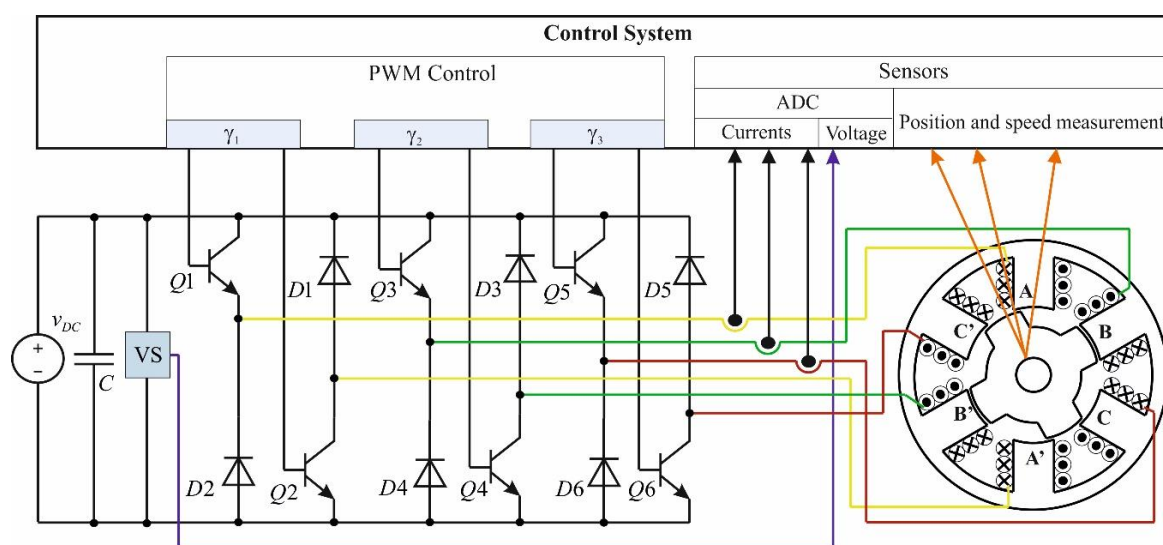 Control System
PWM Control
Sensors
ADC
γ1
γ2
γ3
Currents
Voltage
Position and speed measurement
Q1
D1
Q3
D3
Q5
D5
vDC
C
VS
D2
Q2
D4
Q4
D6
Q6
A
B
C
A'
B'
C'
+
−